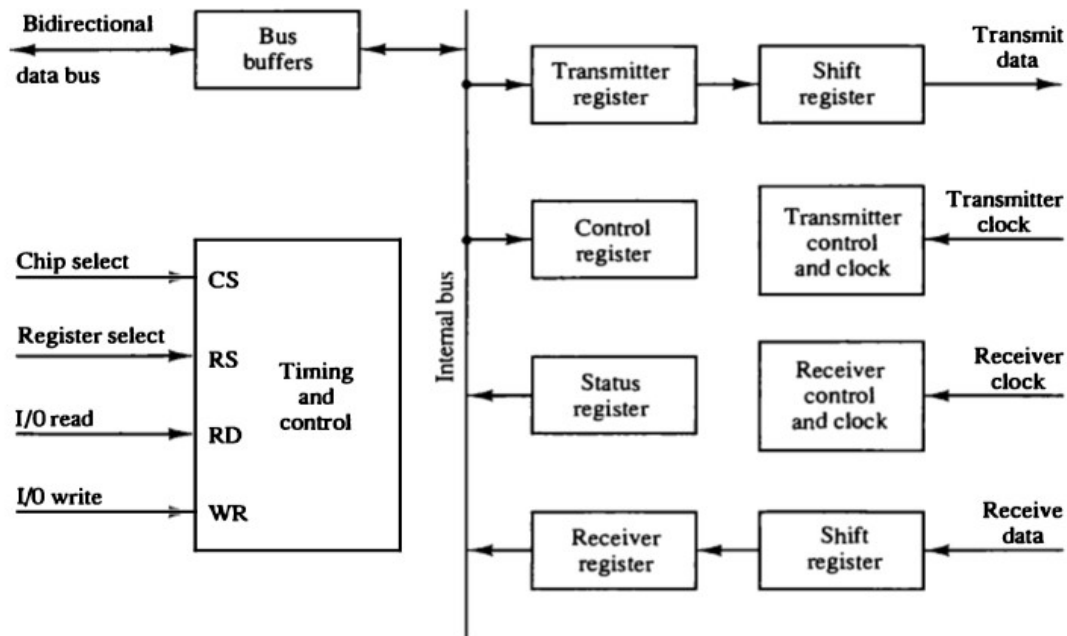 Bidirectional
data bus
Bus
buffers
Transmitter
register
Shift
register
Transmit
data
Control
register
Transmitter
control
and clock
Transmitter
clock
Chip select
CS
Register select
RS
I/O read
RD
I/O write
WR
Timing
and
control
Internal bus
Status
register
Receiver
control
and clock
Receiver
clock
Receiver
register
Shift
register
Receive
data